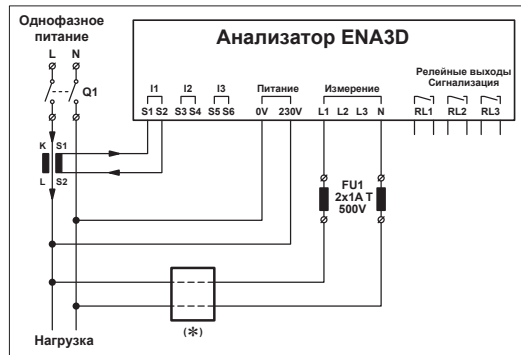 Однофазное
питание
L N
Q1
K S1
L S2
Нагрузка
Анализатор ENA3D
I1 I2 I3 Питание Измерение
Релейные выходы
Сигнализация
S1 S2 S3 S4 S5 S6 0V 230V L1 L2 L3 N RL1 RL2 RL3
FU1
2x1A T
500V
(*)